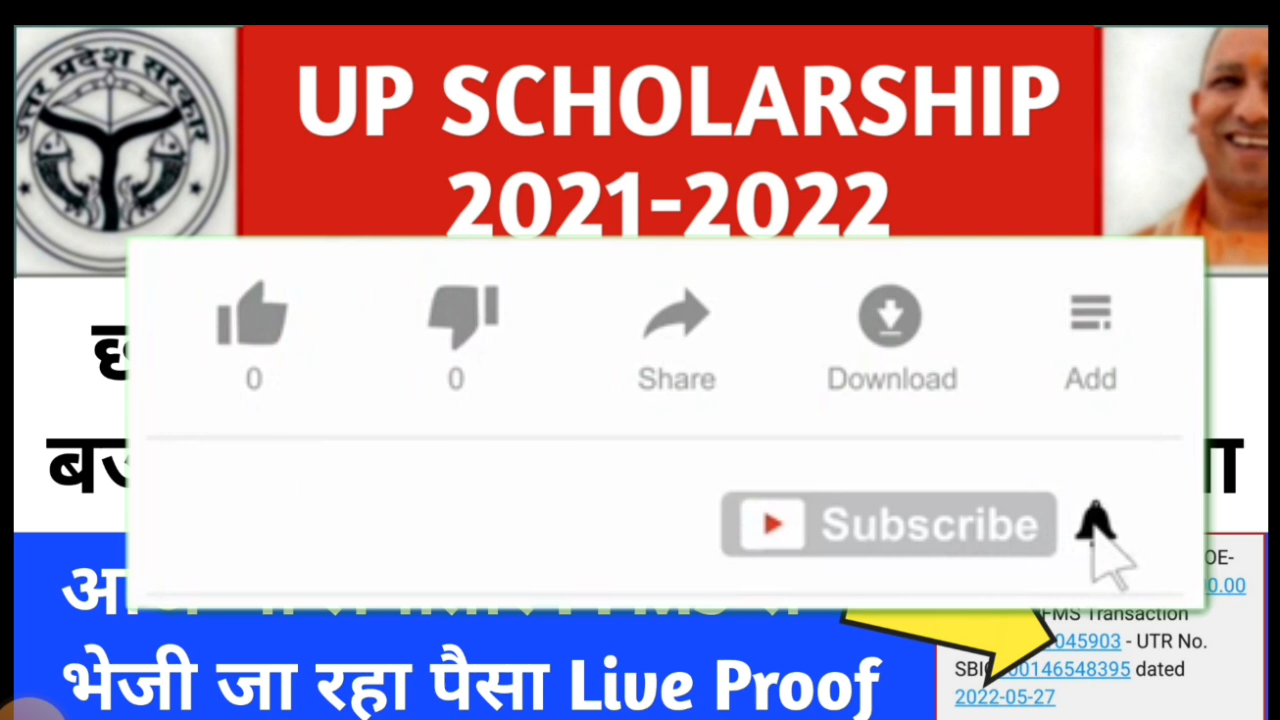 उत्तर प्रदेश सरकार
UP SCHOLARSHIP
2021-2022
0 0 Share Download Add
Subscribe
OE-
0.00
FMS Transaction
045903 - UTR No.
SBI 00146548395 dated
2022-05-27
भेजी जा रहा पैसा Live Proof